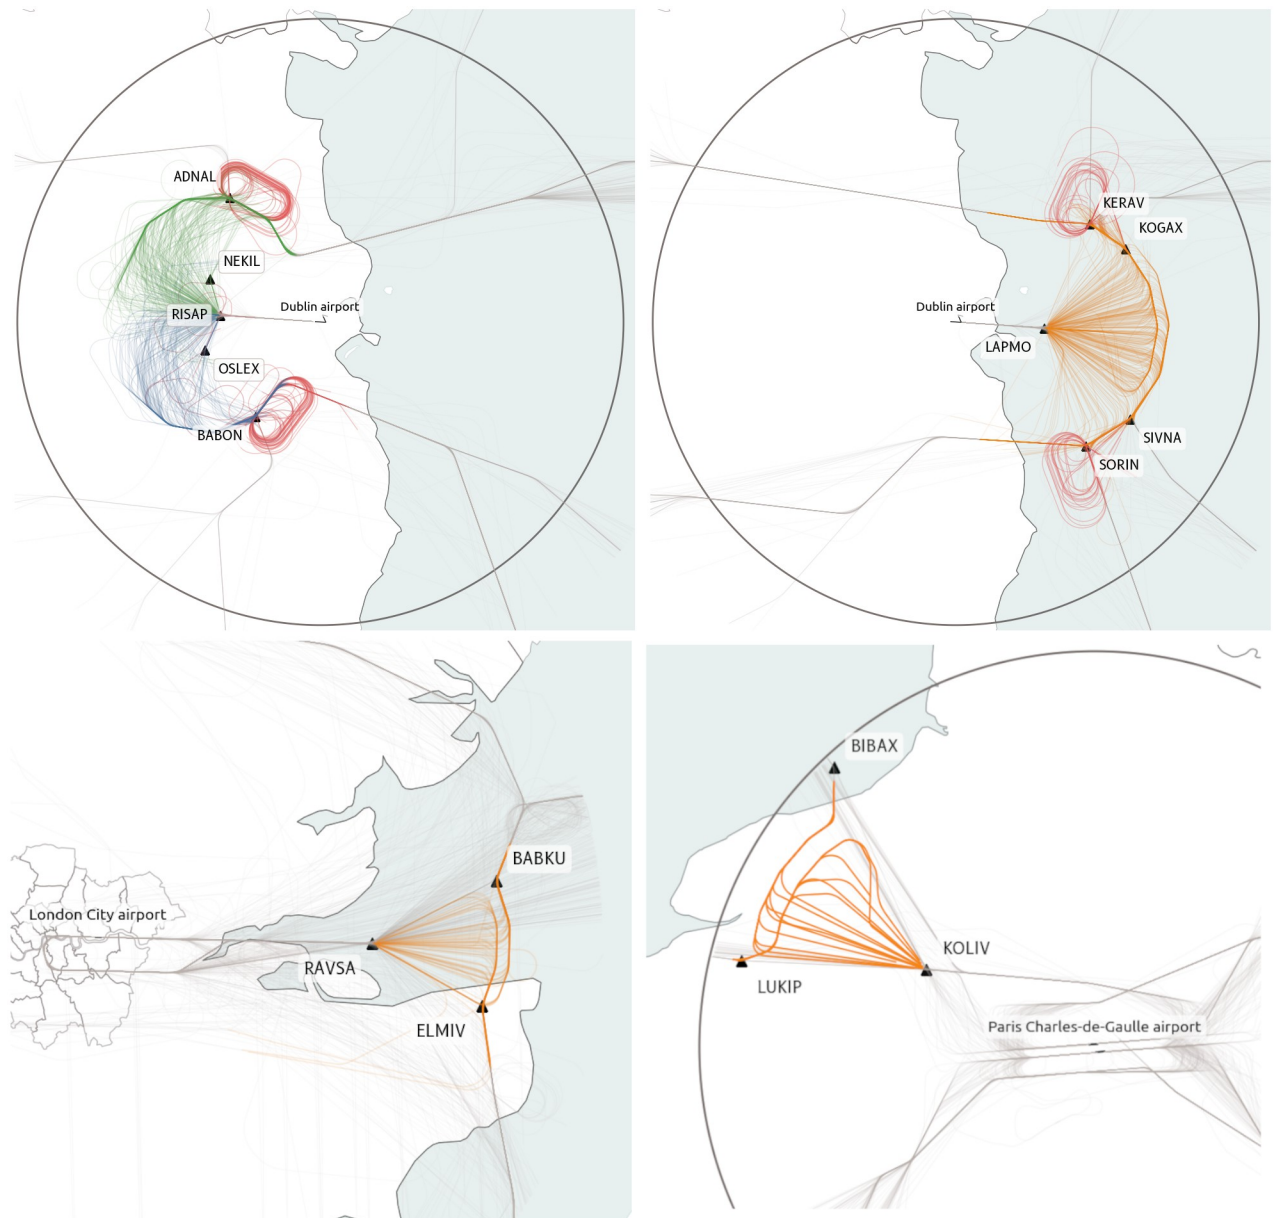 ADNAL
NEKIL
Dublin airport
RISAP
OSLEX
BABON
KERAV
KOGAX
Dublin airport
LAPMO
SIVNA
SORIN
BABKU
London City airport
RAVSA
ELMIV
BIBAX
KOLIV
LUKIP
Paris Charles-de-Gaulle airport